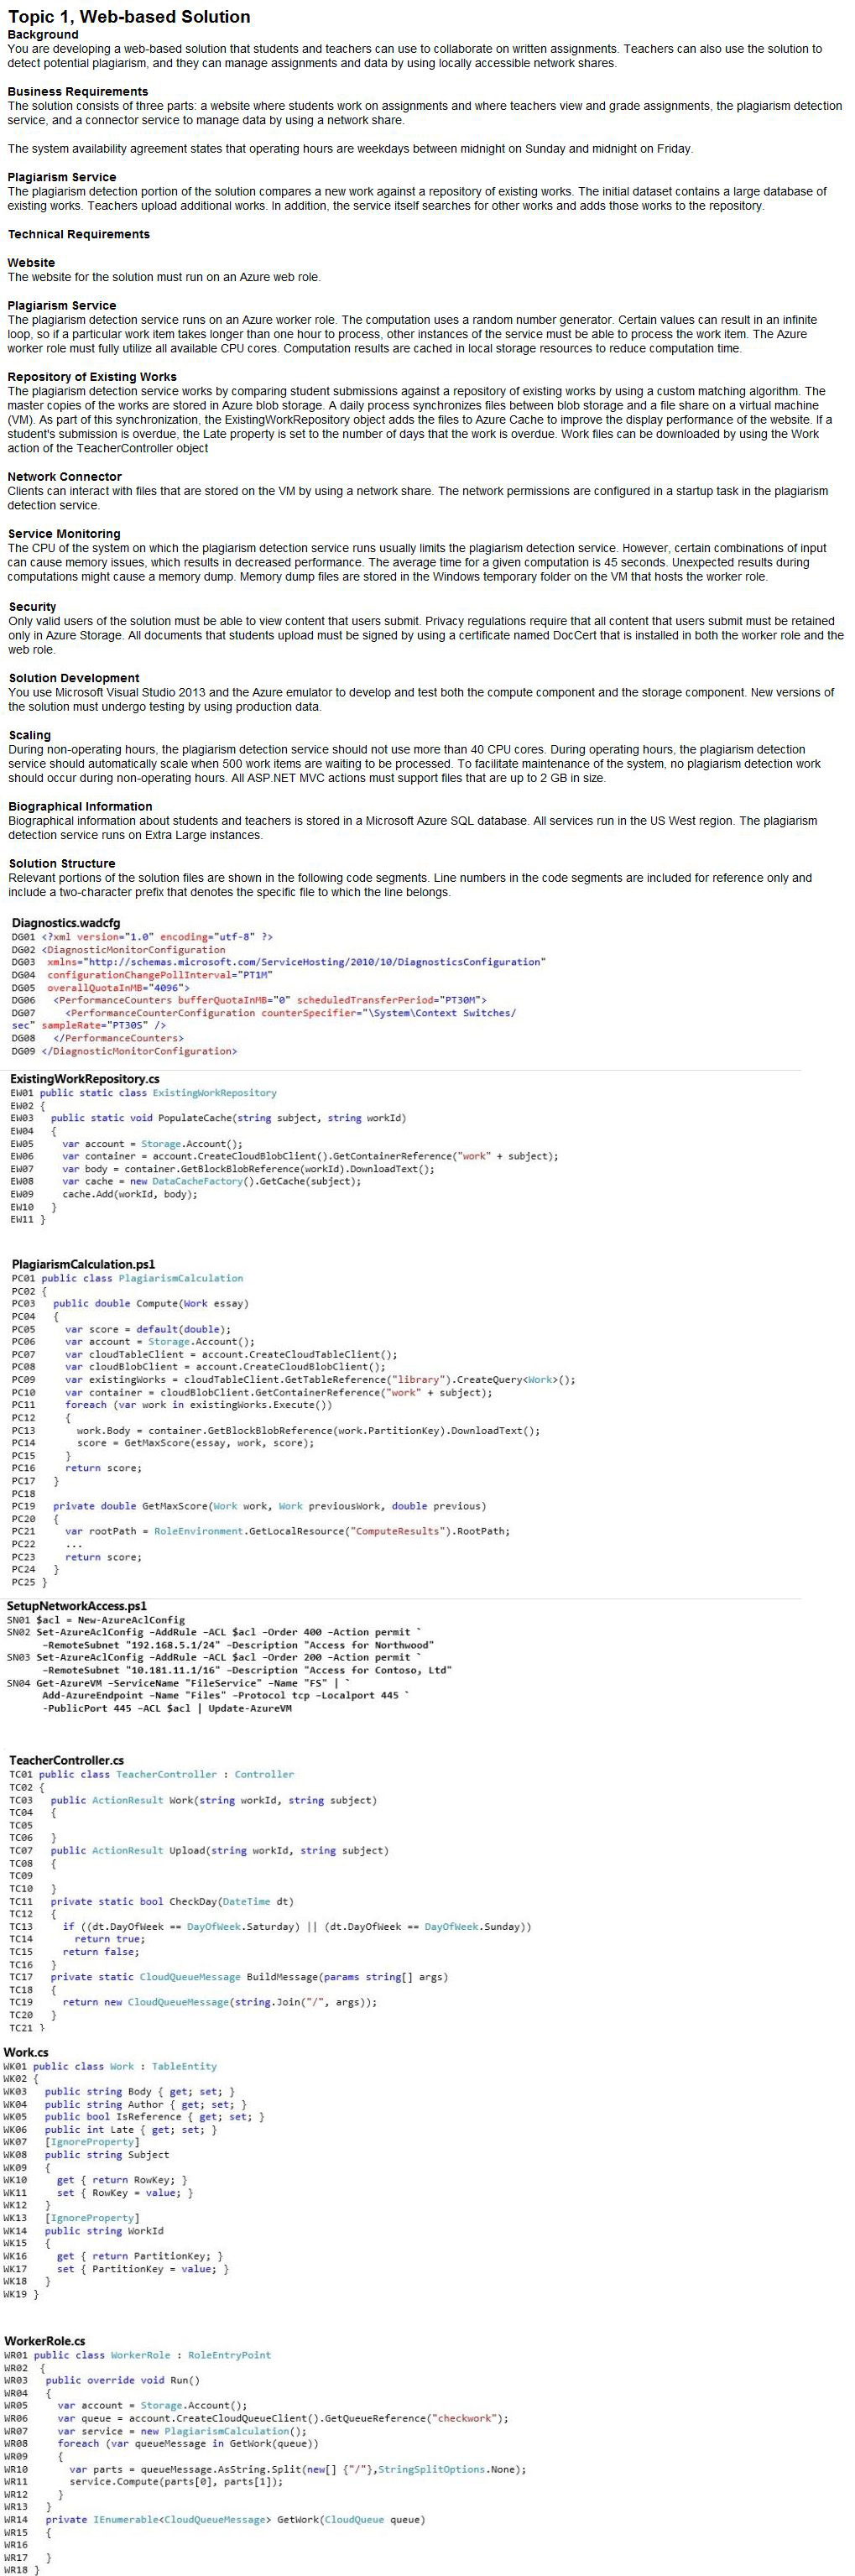 Topic 1, Web-based Solution
Background
You are developing a web-based solution that students and teachers can use to collaborate on written assignments. Teachers can also use the solution to
detect potential plagiarism, and they can manage assignments and data by using locally accessible network shares.
Business Requirements
The solution consists of three parts: a website where students work on assignments and where teachers view and grade assignments, the plagiarism detection
service, and a connector service to manage data by using a network share.
The system availability agreement states that operating hours are weekdays between midnight on Sunday and midnight on Friday.
Plagiarism Service
The plagiarism detection portion of the solution compares a new work against a repository of existing works. The initial dataset contains a large database of
existing works. Teachers upload additional works. In addition, the service itself searches for other works and adds those works to the repository.
Technical Requirements
Website
The website for the solution must run on an Azure web role.
Plagiarism Service
The plagiarism detection service runs on an Azure worker role. The computation uses a random number generator. Certain values can result in an infinite
loop, so if a particular work item takes longer than one hour to process, other instances of the service must be able to process the work item. The Azure
worker role must fully utilize all available CPU cores. Computation results are cached in local storage resources to reduce computation time.
Repository of Existing Works
The plagiarism detection service works by comparing student submissions against a repository of existing works by using a custom matching algorithm. The
master copies of the works are stored in Azure blob storage. A daily process synchronizes files between blob storage and a file share on a virtual machine
(VM). As part of this synchronization, the ExistingWorkRepository object adds the files to Azure Cache to improve the display performance of the website. If a
student's submission is overdue, the Late property is set to the number of days that the work is overdue. Work files can be downloaded by using the Work
action of the TeacherController object
Network Connector
Clients can interact with files that are stored on the VM by using a network share. The network permissions are configured in a startup task in the plagiarism
detection service.
Service Monitoring
The CPU of the system on which the plagiarism detection service runs usually limits the plagiarism detection service. However, certain combinations of input
can cause memory issues, which results in decreased performance. The average time for a given computation is 45 seconds. Unexpected results during
computations might cause a memory dump. Memory dump files are stored in the Windows temporary folder on the VM that hosts the worker role.
Security
Only valid users of the solution must be able to view content that users submit. Privacy regulations require that all content that users submit must be retained
only in Azure Storage. All documents that students upload must be signed by using a certificate named DocCert that is installed in both the worker role and the
web role.
Solution Development
You use Microsoft Visual Studio 2013 and the Azure emulator to develop and test both the compute component and the storage component. New versions of
the solution must undergo testing by using production data.
Scaling
During non-operating hours, the plagiarism detection service should not use more than 40 CPU cores. During operating hours, the plagiarism detection
service should automatically scale when 500 work items are waiting to be processed. To facilitate maintenance of the system, no plagiarism detection work
should occur during non-operating hours. All ASP.NET MVC actions must support files that are up to 2 GB in size.
Biographical Information
Biographical information about students and teachers is stored in a Microsoft Azure SQL database. All services run in the US West region. The plagiarism
detection service runs on Extra Large instances.
Solution Structure
Relevant portions of the solution files are shown in the following code segments. Line numbers in the code segments are included for reference only and
include a two-character prefix that denotes the specific file to which the line belongs.
Diagnostics.wadcfg
DG01 <?xml version="1.0" encoding="utf-8" ?>
DG02 <DiagnosticMonitorConfiguration
DG03 xmlns="http://schemas.microsoft.com/ServiceHosting/2010/10/DiagnosticsConfiguration"
DG04 configurationChangePollInterval="PT1M"
DG05 overallQuotaInMB="4096">
DG06 <PerformanceCounters bufferQuotaInMB="0" scheduledTransferPeriod="PT30M">
DG07 <PerformanceCounterConfiguration counterSpecifier="\System\Context Switches/
sec" sampleRate="PT30S" />
DG08 </PerformanceCounters>
DG09 </DiagnosticMonitorConfiguration>
ExistingWorkRepository.cs
EW01 public static class ExistingWorkRepository
EW02 {
EW03 public static void PopulateCache(string subject, string workId)
EW04 {
EW05 var account = Storage.Account();
EW06 var container = account.CreateCloudBlobClient().GetContainerReference("work" + subject);
EW07 var body = container.GetBlockBlobReference(workId).DownloadText();
EW08 var cache = new DataCacheFactory().GetCache(subject);
EW09 cache.Add(workId, body);
EW10 }
EW11 }
PlagiarismCalculation.ps1
PC01 public class PlagiarismCalculation
PC02 {
PC03 public double Compute(Work essay)
PC04 {
PC05 var score = default(double);
PC06 var account = Storage.Account();
PC07 var cloudTableClient = account.CreateCloudTableClient();
PC08 var cloudBlobClient = account.CreateCloudBlobClient();
PC09 var existingWorks = cloudTableClient.GetTableReference("library").CreateQuery<Work>();
PC10 var container = cloudBlobClient.GetContainerReference("work" + subject);
PC11 foreach (var work in existingWorks.Execute())
PC12 {
PC13 work.Body = container.GetBlockBlobReference(work.PartitionKey).DownloadText();
PC14 score = GetMaxScore(essay, work, score);
PC15 }
PC16 return score;
PC17 }
PC18
PC19 private double GetMaxScore(Work work, Work previousWork, double previous)
PC20 {
PC21 var rootPath = RoleEnvironment.GetLocalResource("ComputeResults").RootPath;
PC22 ...
PC23 return score;
PC24 }
PC25 }
SetupNetworkAccess.ps1
SN01 $acl = New-AzureAclConfig
SN02 Set-AzureAclConfig -AddRule -ACL $acl -Order 400 -Action permit `
-RemoteSubnet "192.168.5.1/24" -Description "Access for Northwood"
SN03 Set-AzureAclConfig -AddRule -ACL $acl -Order 200 -Action permit `
-RemoteSubnet "10.181.11.1/16" -Description "Access for Contoso, Ltd"
SN04 Get-AzureVM -ServiceName "FileService" -Name "FS" | `
Add-AzureEndpoint -Name "Files" -Protocol tcp -Localport 445 `
-PublicPort 445 -ACL $acl | Update-AzureVM
TeacherController.cs
TC01 public class TeacherController : Controller
TC02 {
TC03 public ActionResult Work(string workId, string subject)
TC04 {
TC05
TC06 }
TC07 public ActionResult Upload(string workId, string subject)
TC08 {
TC09
TC10 }
TC11 private static bool CheckDay(DateTime dt)
TC12 {
TC13 if ((dt.DayOfWeek == DayOfWeek.Saturday) || (dt.DayOfWeek == DayOfWeek.Sunday))
TC14 return true;
TC15 return false;
TC16 }
TC17 private static CloudQueueMessage BuildMessage(params string[] args)
TC18 {
TC19 return new CloudQueueMessage(string.Join("/", args));
TC20 }
TC21 }
Work.cs
WK01 public class Work : TableEntity
WK02 {
WK03 public string Body { get; set; }
WK04 public string Author { get; set; }
WK05 public bool IsReference { get; set; }
WK06 public int Late { get; set; }
WK07 [IgnoreProperty]
WK08 public string Subject
WK09 {
WK10 get { return RowKey; }
WK11 set { RowKey = value; }
WK12 }
WK13 [IgnoreProperty]
WK14 public string WorkId
WK15 {
WK16 get { return PartitionKey; }
WK17 set { PartitionKey = value; }
WK18 }
WK19 }
WorkerRole.cs
WR01 public class WorkerRole : RoleEntryPoint
WR02 {
WR03 public override void Run()
WR04 {
WR05 var account = Storage.Account();
WR06 var queue = account.CreateCloudQueueClient().GetQueueReference("checkwork");
WR07 var service = new PlagiarismCalculation();
WR08 foreach (var queueMessage in GetWork(queue))
WR09 {
WR10 var parts = queueMessage.AsString.Split(new[] {"/"},StringSplitOptions.None);
WR11 service.Compute(parts[0], parts[1]);
WR12 }
WR13 }
WR14 private IEnumerable<CloudQueueMessage> GetWork(CloudQueue queue)
WR15 {
WR16
WR17 }
WR18 }